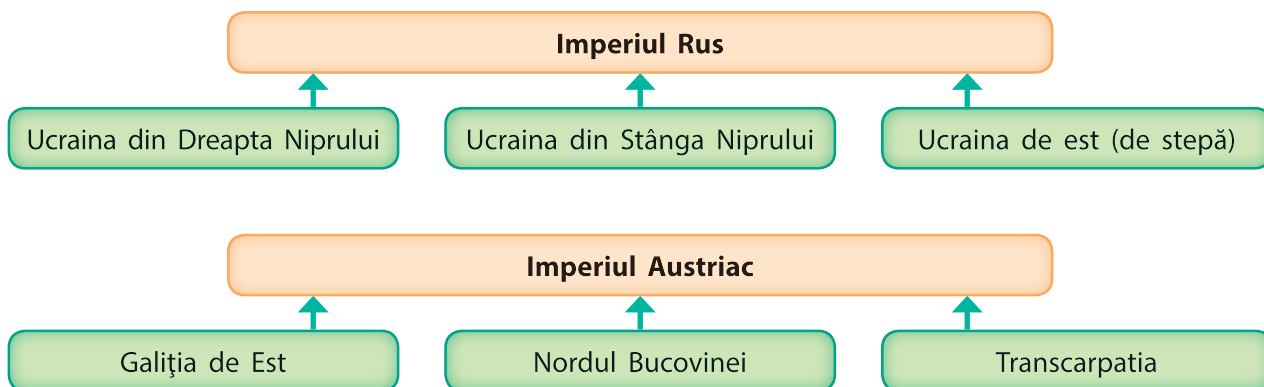 Imperiul Rus
Ucraina din Dreapta Niprului
Ucraina din Stânga Niprului
Ucraina de est (de stepă)
Imperiul Austriac
Galiţia de Est
Nordul Bucovinei
Transcarpatia